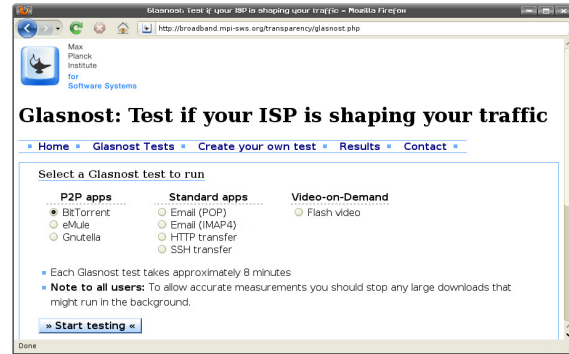 Glasnost: Test if your ISP is shaping your traffic - Mozilla Firefox
http://broadband.mpi-sws.org/transparency/glasnost.php
Max
Planck
Institute
for
Software Systems
Glasnost: Test if your ISP is shaping your traffic
Home Glasnost Tests Create your own test Results Contact
Select a Glasnost test to run
P2P apps Standard apps Video-on-Demand
BitTorrent Email (POP) Flash video
eMule Email (IMAP4)
Gnutella HTTP transfer
SSH transfer
Each Glasnost test takes approximately 8 minutes
Note to all users: To allow accurate measurements you should stop any large downloads that
might run in the background.
» Start testing «
Done